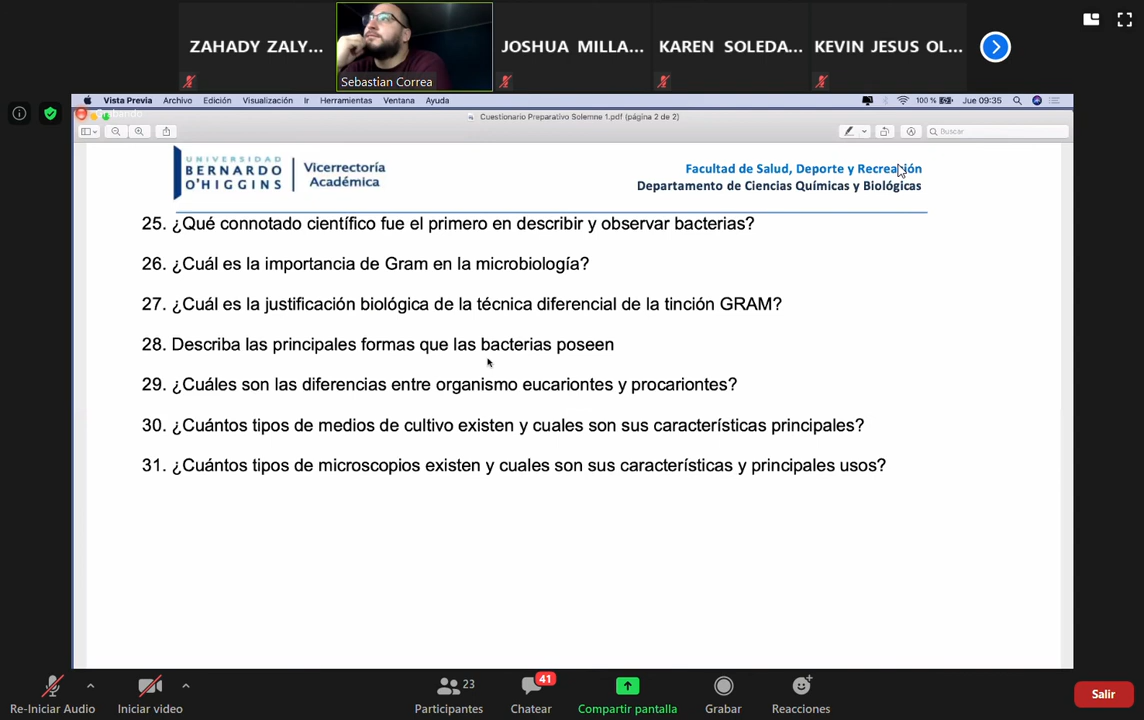 ZAHADY ZALY...
JOSHUA MILLA...
KAREN SOLEDA...
KEVIN JESUS OL...
Sebastian Correa
Vista Previa Archivo Edición Visualización Ir Herramientas Ventana Ayuda
100 % Jue 09:35
Cuestionario Preparativo Solemne 1.pdf (página 2 de 2)
Buscar
UNIVERSIDAD
BERNARDO
O'HIGGINS
Vicerrectoría
Académica
Facultad de Salud, Deporte y Recreación
Departamento de Ciencias Químicas y Biológicas
25. ¿Qué connotado científico fue el primero en describir y observar bacterias?
26. ¿Cuál es la importancia de Gram en la microbiología?
27. ¿Cuál es la justificación biológica de la técnica diferencial de la tinción GRAM?
28. Describa las principales formas que las bacterias poseen
29. ¿Cuáles son las diferencias entre organismo eucariontes y procariontes?
30. ¿Cuántos tipos de medios de cultivo existen y cuales son sus características principales?
31. ¿Cuántos tipos de microscopios existen y cuales son sus características y principales usos?
23
41
Re-Iniciar Audio
Iniciar video
Participantes
Chatear
Compartir pantalla
Grabar
Reacciones
Salir